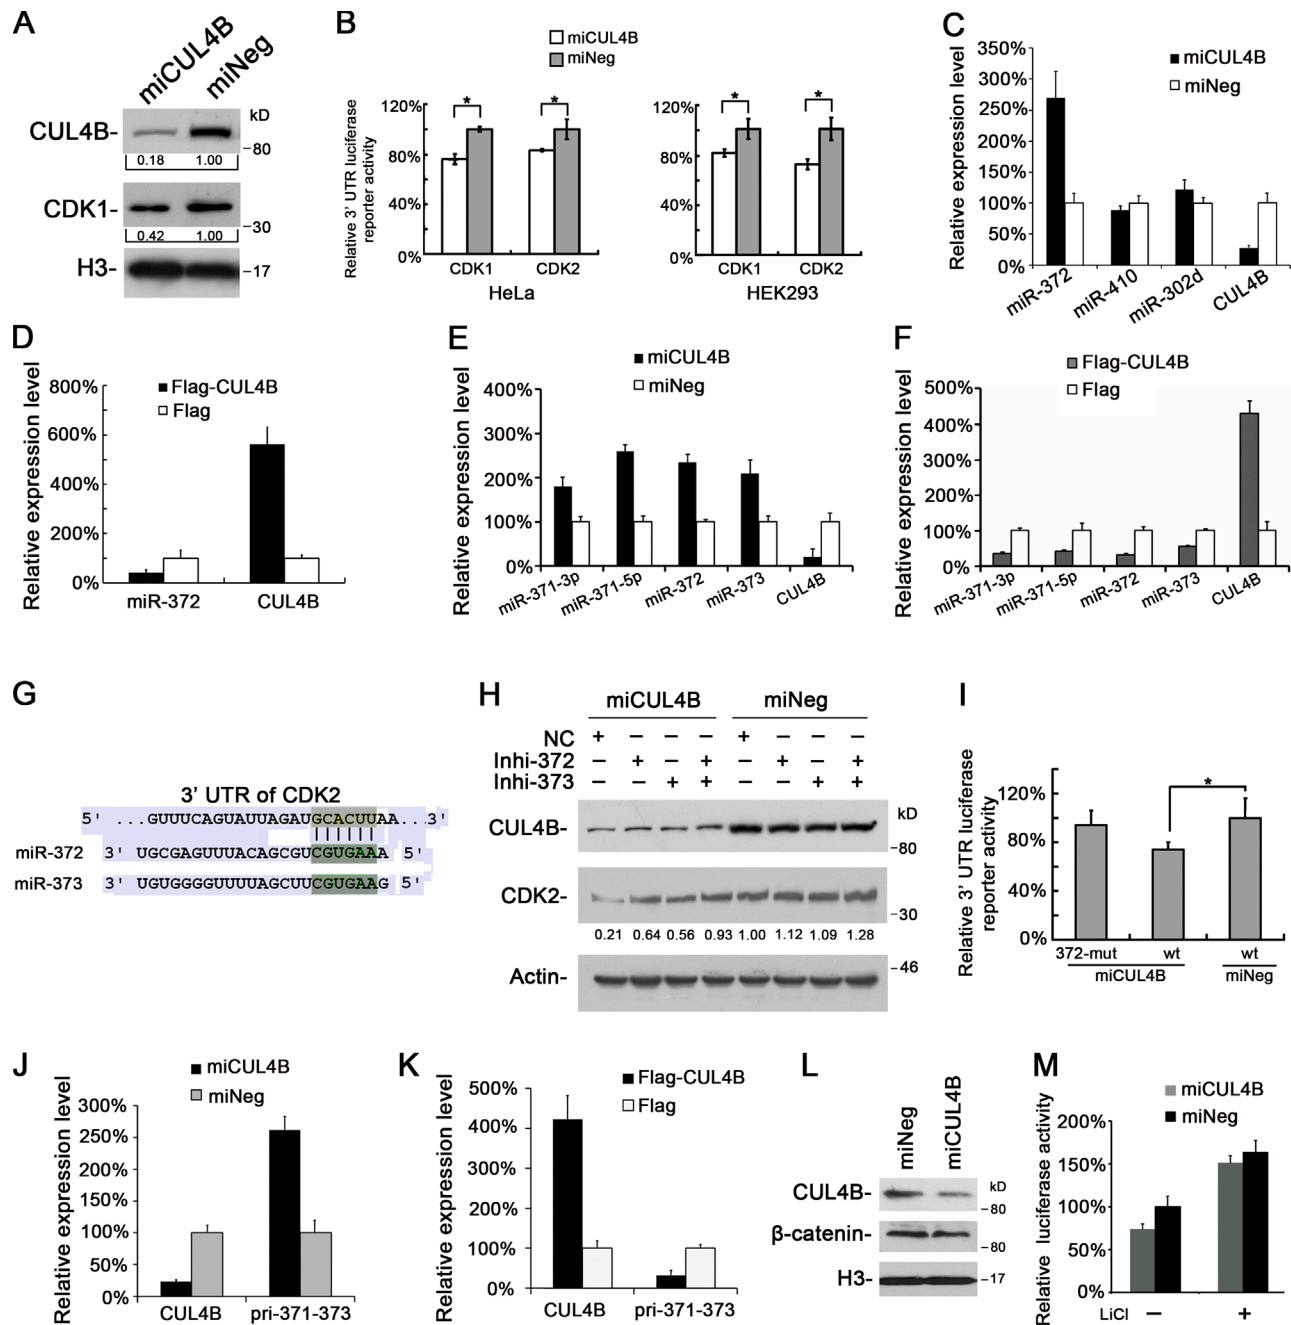 A
miCUL4B
miNeg
kD
CUL4B-
-80
0.18 1.00
CDK1-
-30
0.42 1.00
H3-
-17
B
miCUL4B
miNeg
Relative 3' UTR luciferase
reporter activity
120%
80%
40%
0%
* *
CDK1 CDK2
HeLa
120%
80%
40%
0%
* *
CDK1 CDK2
HEK293
C
miCUL4B
miNeg
Relative expression level
350%
300%
250%
200%
150%
100%
50%
0%
miR-372 miR-410 miR-302d CUL4B
D
Flag-CUL4B
Flag
Relative expression level
800%
600%
400%
200%
0%
miR-372 CUL4B
E
miCUL4B
miNeg
Relative expression level
400%
300%
200%
100%
0%
miR-371-3p miR-371-5p miR-372 miR-373 CUL4B
F
Flag-CUL4B
Flag
Relative expression level
500%
400%
300%
200%
100%
0%
miR-371-3p miR-371-5p miR-372 miR-373 CUL4B
G
3' UTR of CDK2
5' ...GUUUCAGUAUUAGAUGCACUUAA...3'
miR-372 3' UGCGAGUUUACAGCGUCGUGAAA 5'
miR-373 3' UGUGGGGUUUUAGCUUCGUGAAG 5'
H
miCUL4B miNeg
NC + − − − + − − −
Inhi-372 − + − + − + − +
Inhi-373 − − + + − − + +
kD
CUL4B-
-80
CDK2-
-30
0.21 0.64 0.56 0.93 1.00 1.12 1.09 1.28
-46
Actin-
I
Relative 3' UTR luciferase
reporter activity
120%
80%
40%
0%
*
372-mut wt wt
miCUL4B miNeg
J
miCUL4B
miNeg
Relative expression level
300%
250%
200%
150%
100%
50%
0%
CUL4B pri-371-373
K
Flag-CUL4B
Flag
Relative expression level
500%
400%
300%
200%
100%
0%
CUL4B pri-371-373
L
miNeg
miCUL4B
kD
CUL4B-
-80
β-catenin-
-80
H3-
-17
M
miCUL4B
miNeg
Relative luciferase activity
200%
150%
100%
50%
0%
LiCl − +